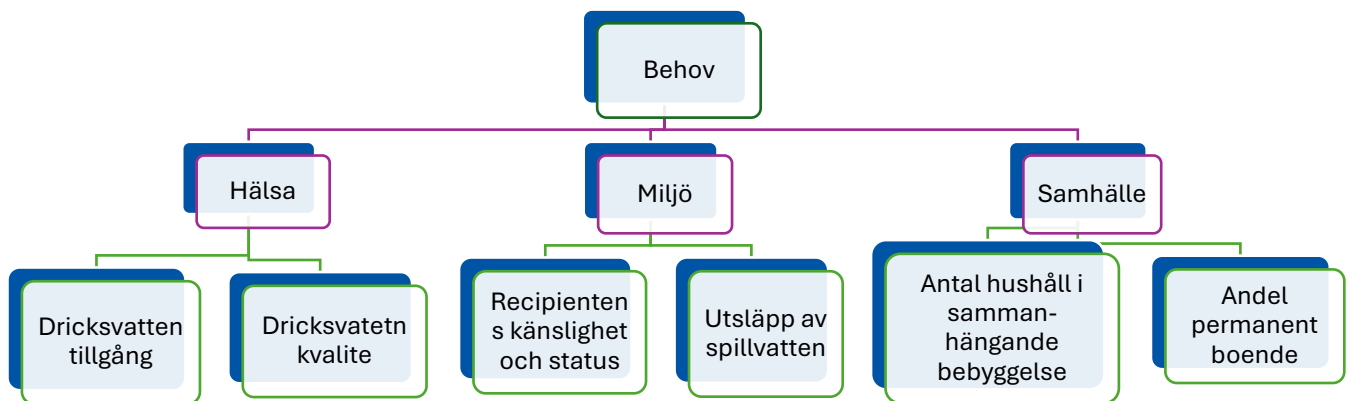 Behov
Hälsa
Miljö
Samhälle
Dricksvatten
tillgång
Dricksvatetn
kvalite
Recipienten
s känslighet
och status
Utsläpp av
spillvatten
Antal hushåll i
samman-
hängande
bebyggelse
Andel
permanent
boende